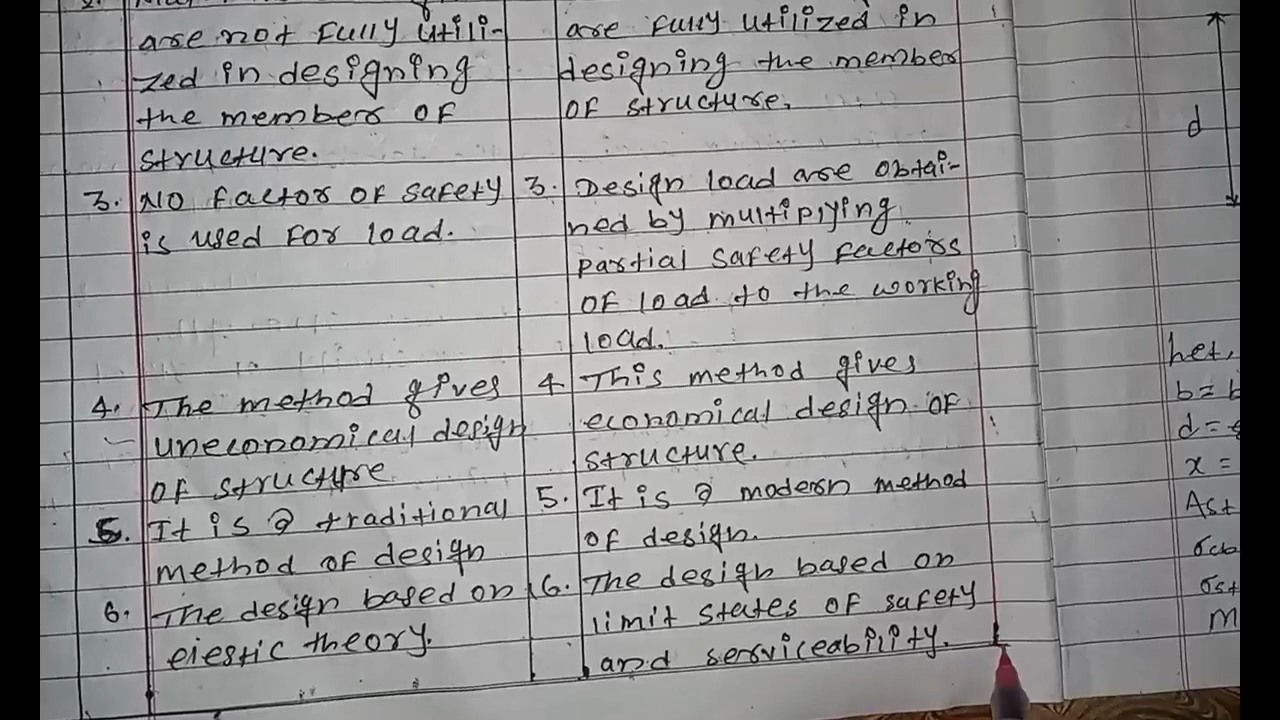 are not Fully utili-
zed in designing
the members OF
structure.
3. No Factor OF Safety
is used For load.
4. The method gives
uneconomical design
OF structure
5. It is a traditional
method of design
6. The design based on
elestic theory.
are Fully utilized in
designing the member
OF structure.
3. Design load are obtai-
ned by multiplying
partial safety Factors
OF load to the working
load.
4 This method gives
economical design OF
structure.
5. It is a modern method
of design.
6. The design based on
limit states OF safety
and serviceability.
d
het,
b=
d=
x=
Ast
σcb
σst
m